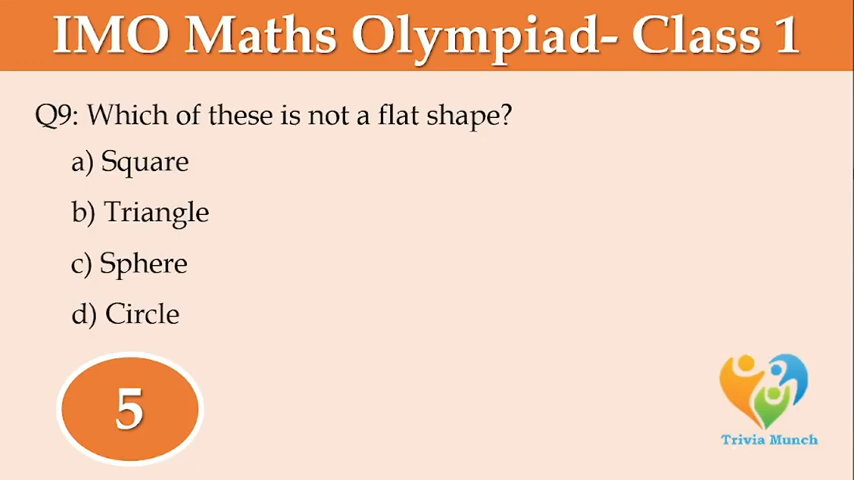 IMO Maths Olympiad- Class 1
Q9: Which of these is not a flat shape?
a) Square
b) Triangle
c) Sphere
d) Circle
5
Trivia Munch